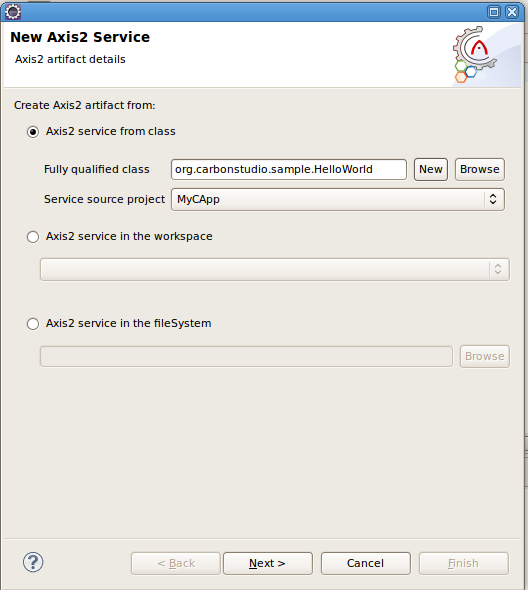 New Axis2 Service
Axis2 artifact details
Create Axis2 artifact from:
Axis2 service from class
Fully qualified class org.carbonstudio.sample.HelloWorld New Browse
Service source project MyCApp
Axis2 service in the workspace
Axis2 service in the fileSystem
Browse
? < Back Next > Cancel Finish